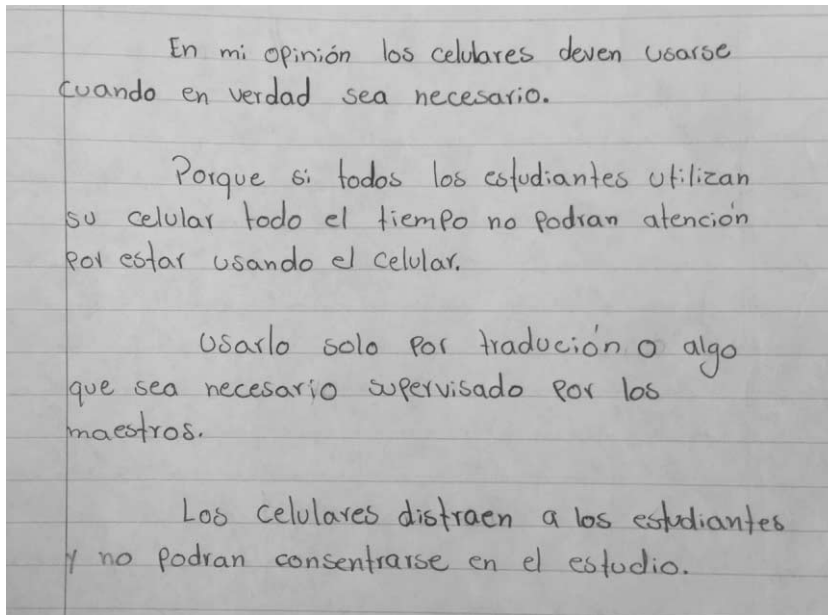 En mi opinión los celulares deven usarse
cuando en verdad sea necesario.
Porque si todos los estudiantes utilizan
su celular todo el tiempo no podran atención
por estar usando el celular.
Usarlo solo por tradución o algo
que sea necesario supervisado por los
maestros.
Los celulares distraen a los estudiantes
y no podran consentrarse en el estudio.